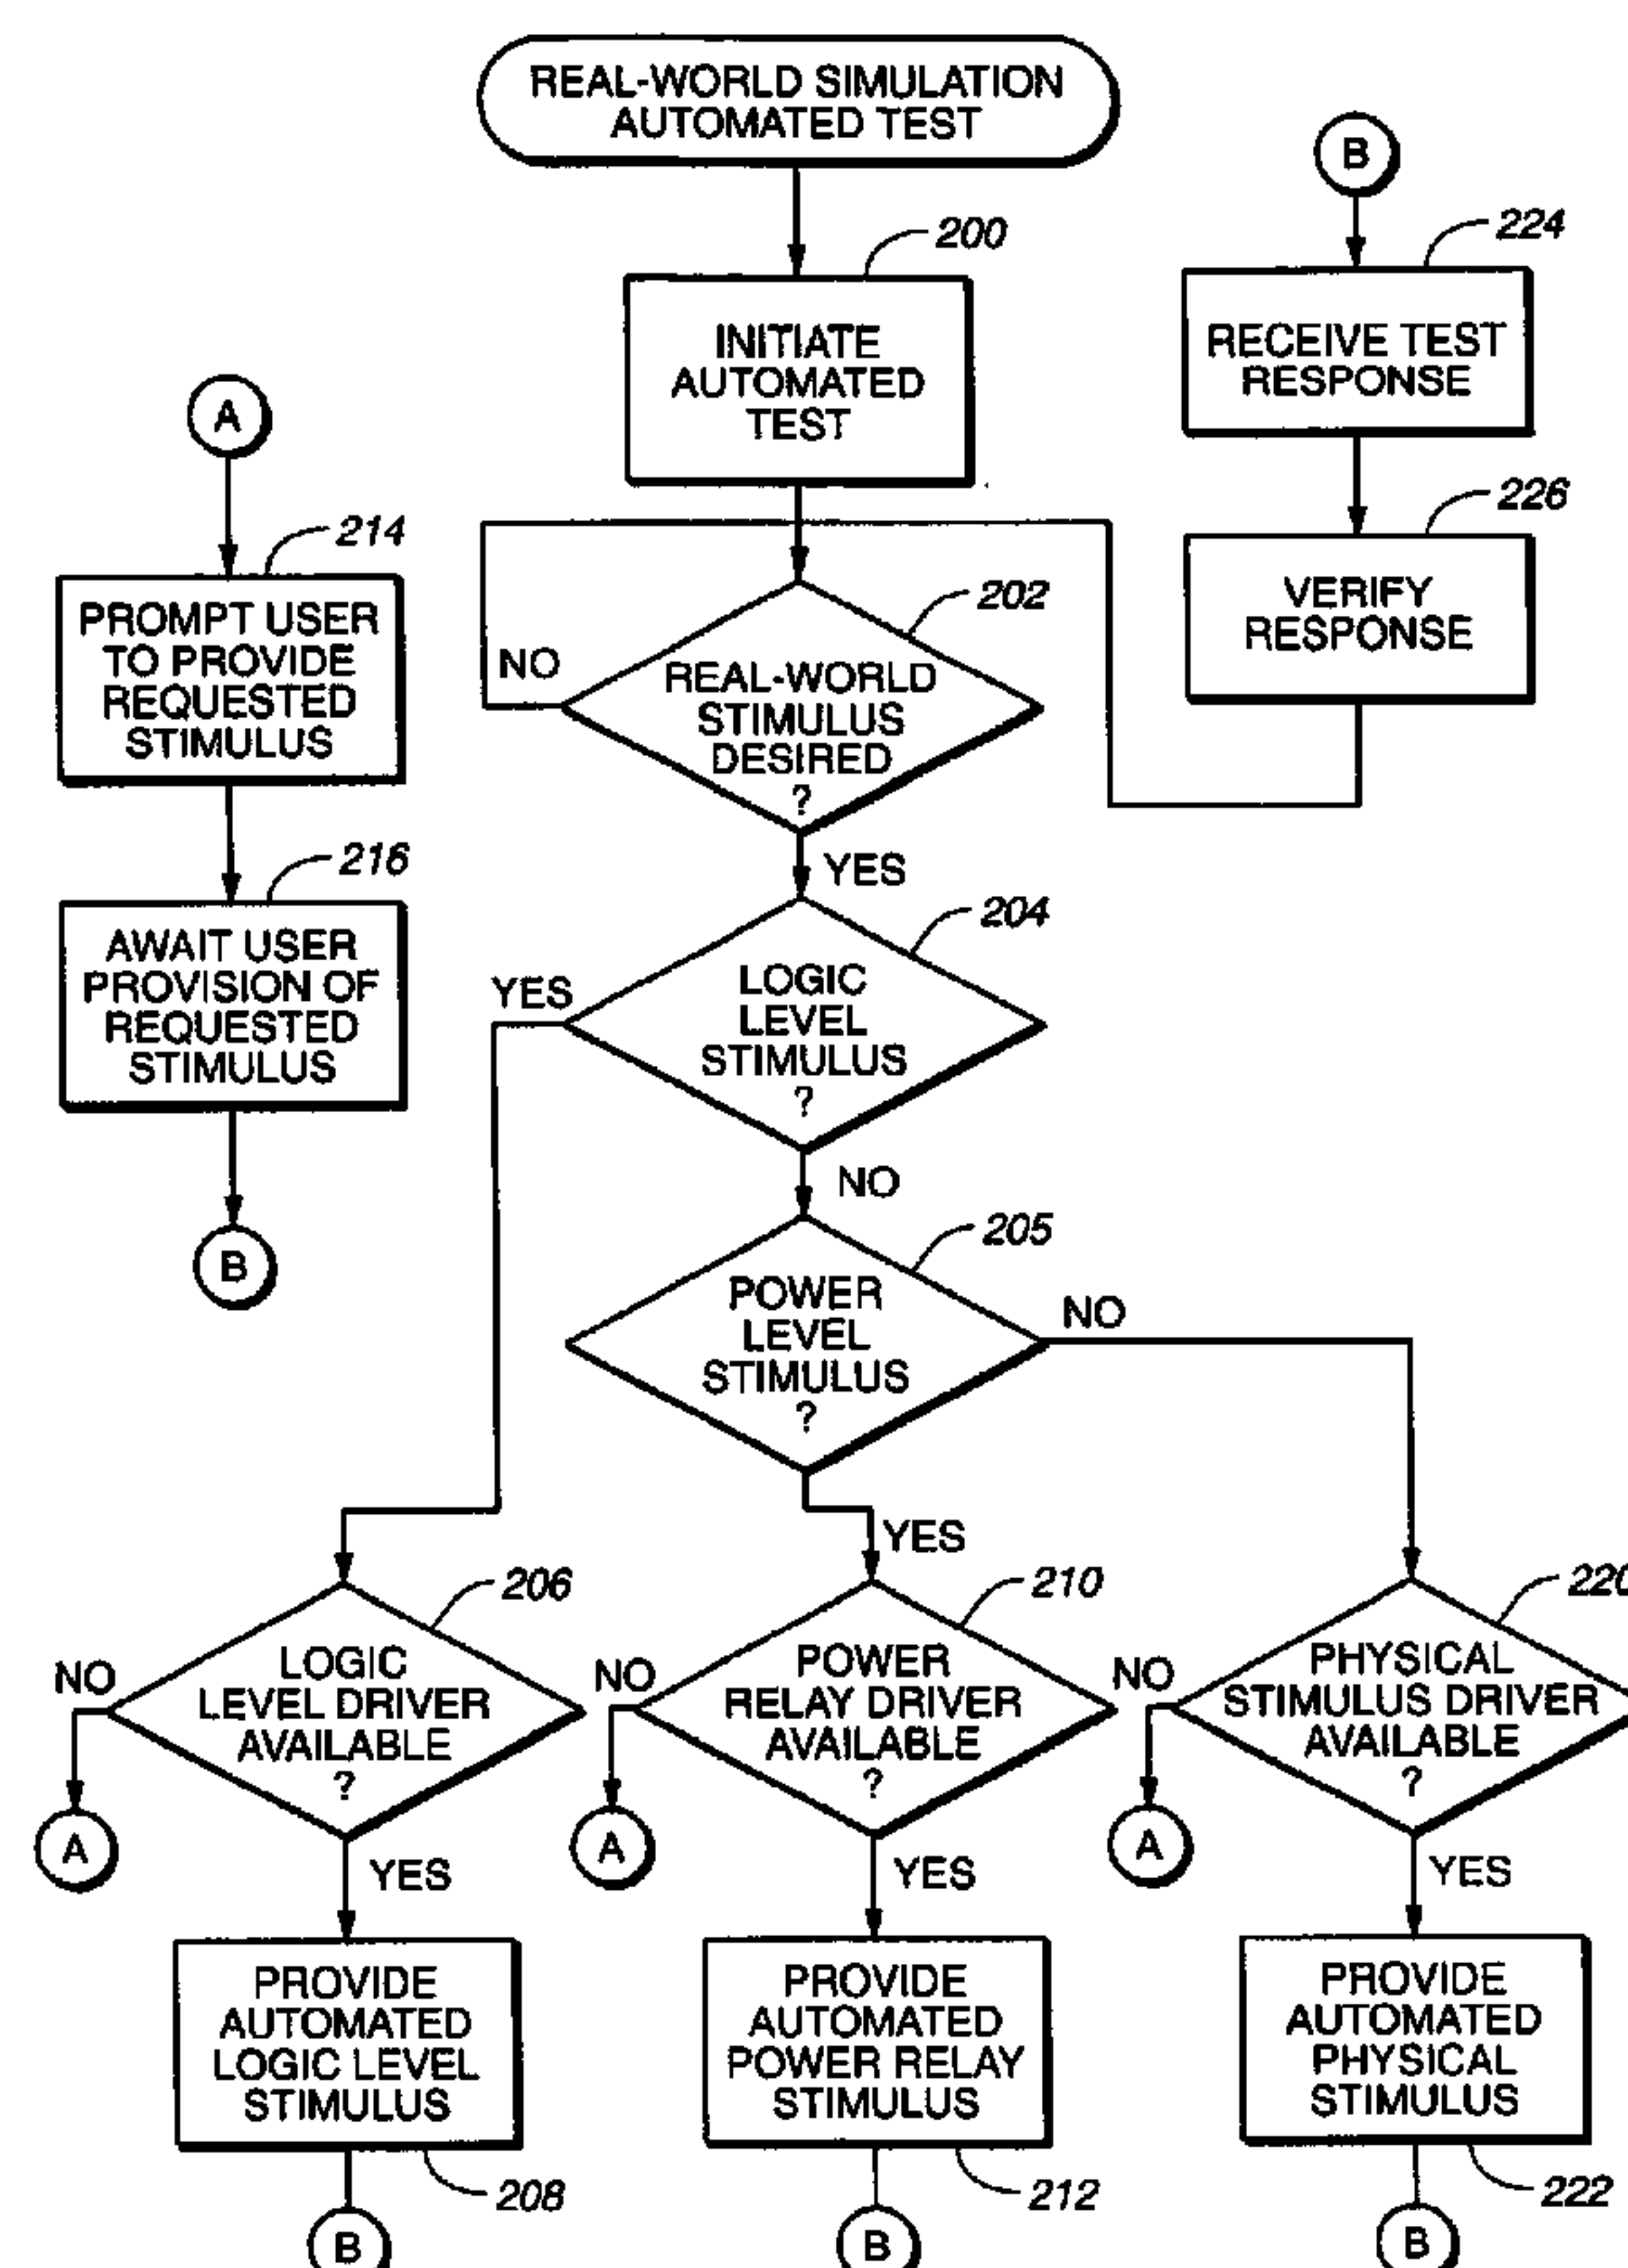 REAL-WORLD SIMULATION
AUTOMATED TEST
B
200
224
INITIATE
AUTOMATED
TEST
RECEIVE TEST
RESPONSE
A
226
214
VERIFY
RESPONSE
PROMPT USER
TO PROVIDE
REQUESTED
STIMULUS
202
NO
REAL-WORLD
STIMULUS
DESIRED
?
216
YES
204
AWAIT USER
PROVISION OF
REQUESTED
STIMULUS
YES
LOGIC
LEVEL
STIMULUS
?
NO
205
B
POWER
LEVEL
STIMULUS
?
NO
YES
206
210
220
NO
LOGIC
LEVEL DRIVER
AVAILABLE
?
NO
POWER
RELAY DRIVER
AVAILABLE
?
NO
PHYSICAL
STIMULUS DRIVER
AVAILABLE
?
A
A
A
YES
YES
YES
PROVIDE
AUTOMATED
LOGIC LEVEL
STIMULUS
PROVIDE
AUTOMATED
POWER RELAY
STIMULUS
PROVIDE
AUTOMATED
PHYSICAL
STIMULUS
208
212
222
B
B
B